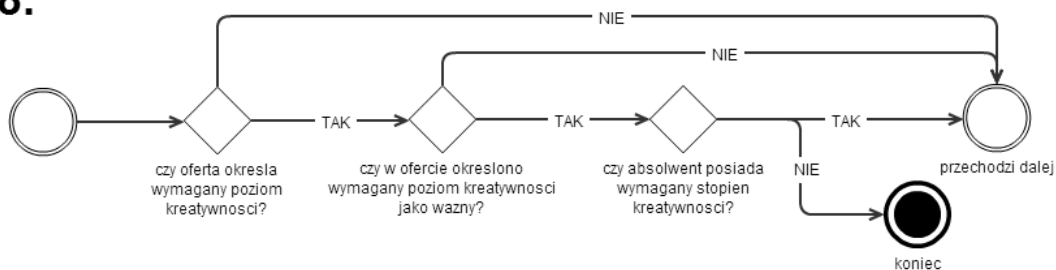 6.
NIE
NIE
TAK
TAK
TAK
czy oferta okresla
wymagany poziom
kreatywnosci?
czy w ofercie okreslono
wymagany poziom kreatywnosci
jako wazny?
czy absolwent posiada
wymagany stopien
kreatywnosci?
NIE
przechodzi dalej
koniec